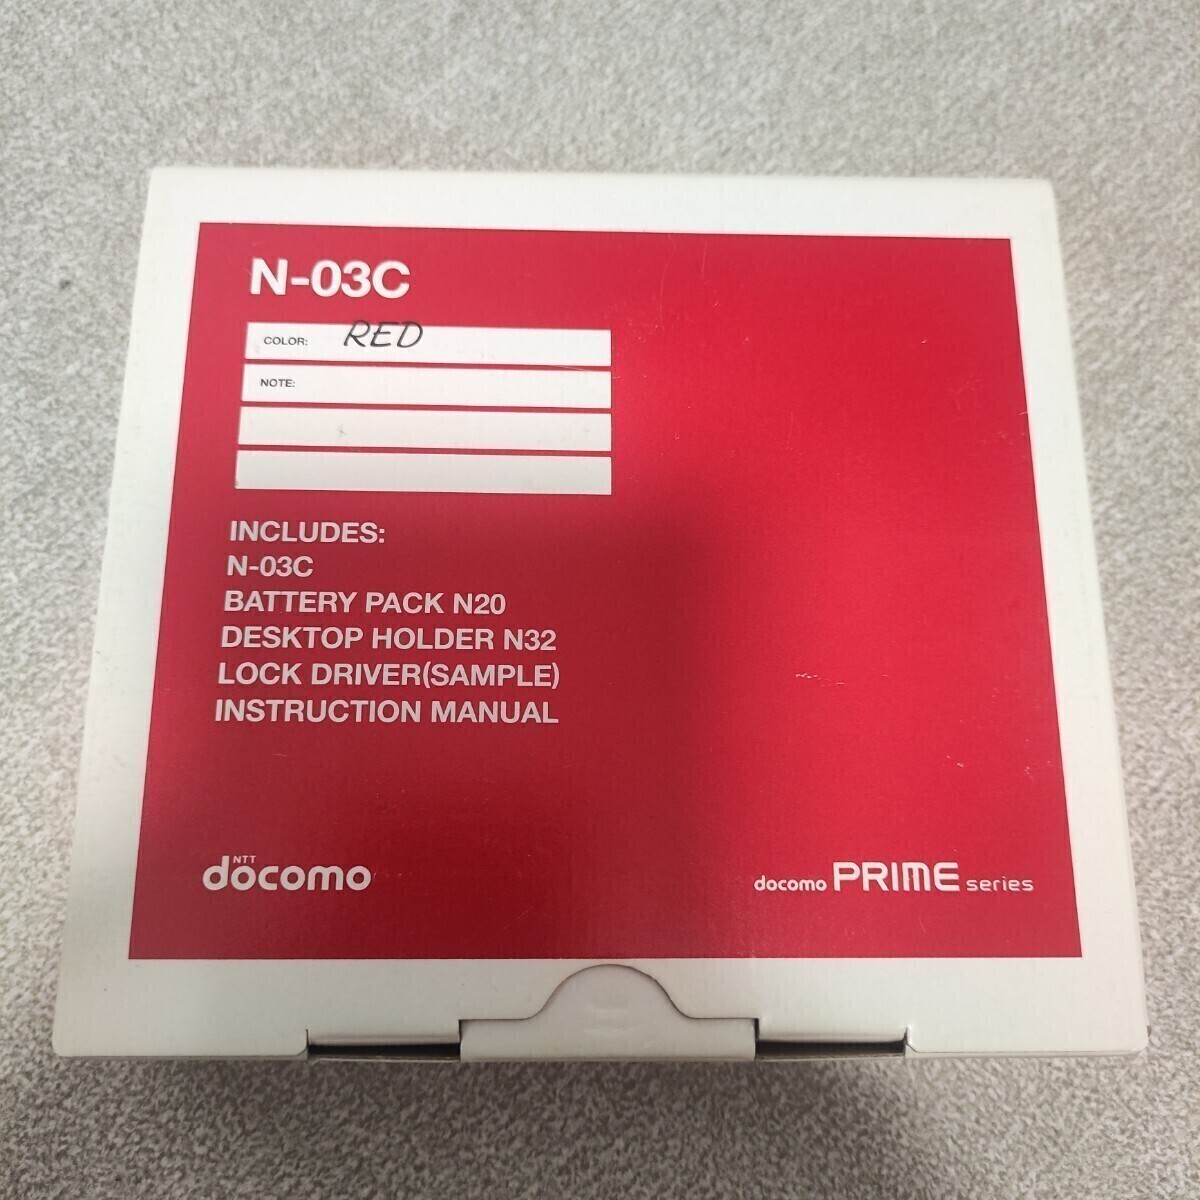 N-03C
COLOR: RED
NOTE:
INCLUDES:
N-03C
BATTERY PACK N20
DESKTOP HOLDER N32
LOCK DRIVER(SAMPLE)
INSTRUCTION MANUAL
NTT
docomo
docomo PRIME series